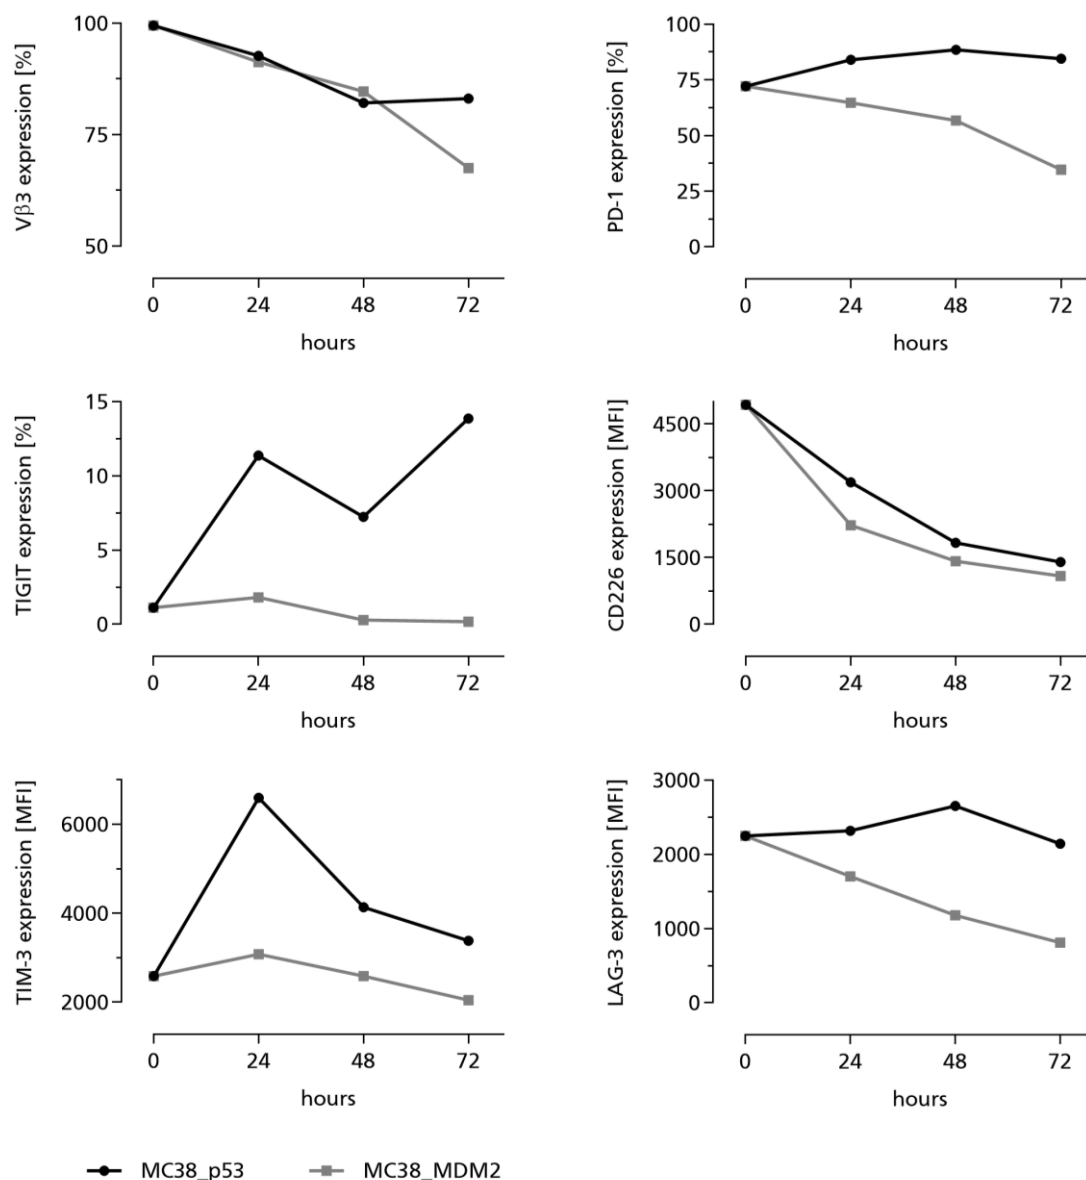 Vβ3 expression [%]
100
75
50
0 24 48 72
hours
PD-1 expression [%]
100
75
50
25
0
0 24 48 72
hours
TIGIT expression [%]
15
10
5
0
0 24 48 72
hours
CD226 expression [MFI]
4500
3000
1500
0
0 24 48 72
hours
TIM-3 expression [MFI]
6000
4000
2000
0 24 48 72
hours
LAG-3 expression [MFI]
3000
2000
1000
0
0 24 48 72
hours
MC38_p53 MC38_MDM2